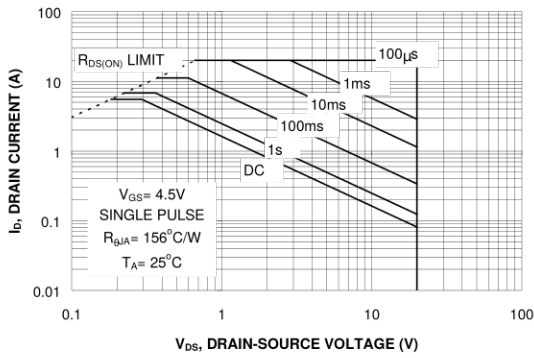 100
10
1
0.1
0.01
I_D, DRAIN CURRENT (A)
R_DS(ON) LIMIT
100µs
1ms
10ms
100ms
1s
DC
V_GS= 4.5V
SINGLE PULSE
R_θJA= 156°C/W
T_A= 25°C
0.1 1 10 100
V_DS, DRAIN-SOURCE VOLTAGE (V)